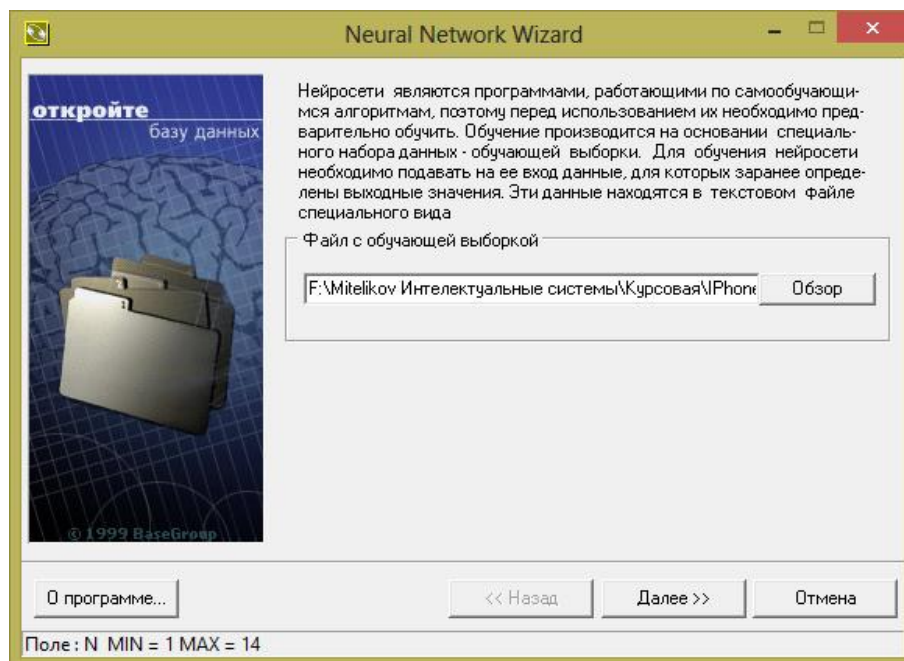 Neural Network Wizard
откройте
базу данных
© 1999 BaseGroup
Нейросети являются программами, работающими по самообучающи-
мся алгоритмам, поэтому перед использованием их необходимо пред-
варительно обучить. Обучение производится на основании специаль-
ного набора данных - обучающей выборки. Для обучения нейросети
необходимо подавать на ее вход данные, для которых заранее опреде-
лены выходные значения. Эти данные находятся в текстовом файле
специального вида
Файл с обучающей выборкой
F:\Mitelikov Интелектуальные системы\Курсовая\IPhone
Обзор
О программе...
<< Назад
Далее >>
Отмена
Поле : N MIN = 1 MAX = 14